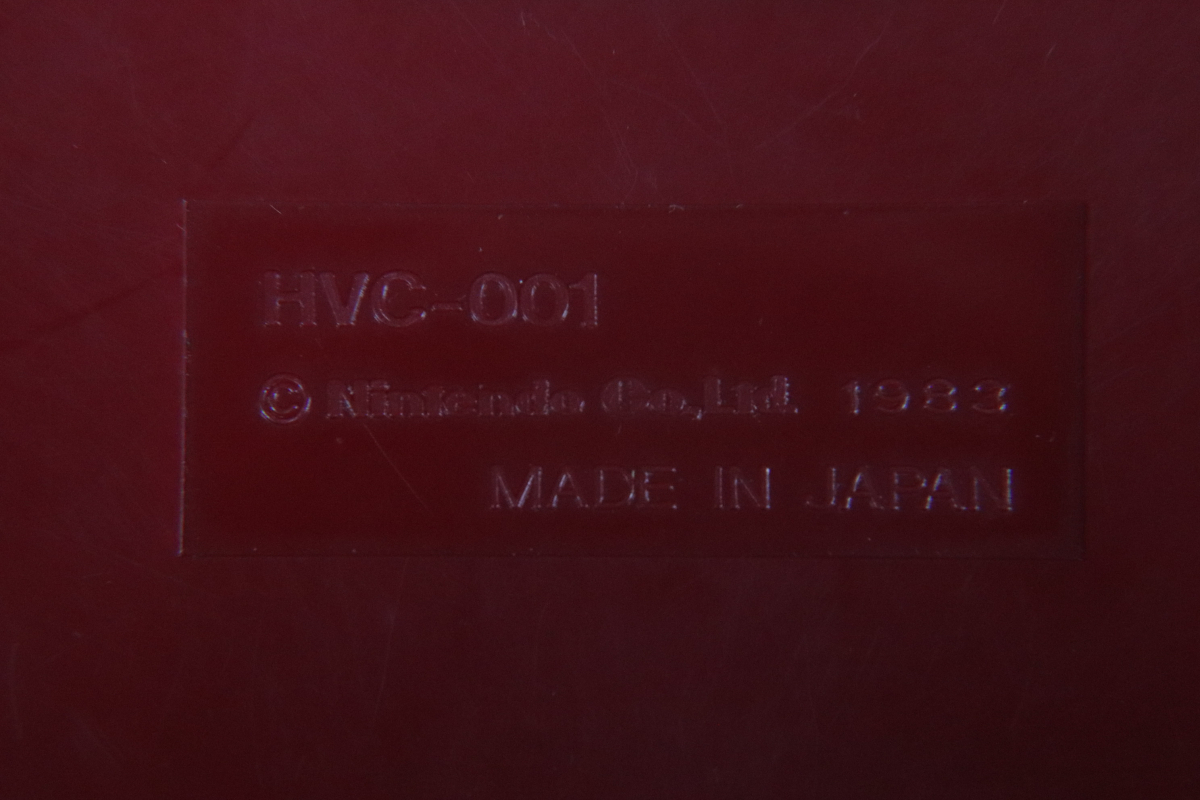 HVC-001
© Nintendo Co.,Ltd. 1983
MADE IN JAPAN